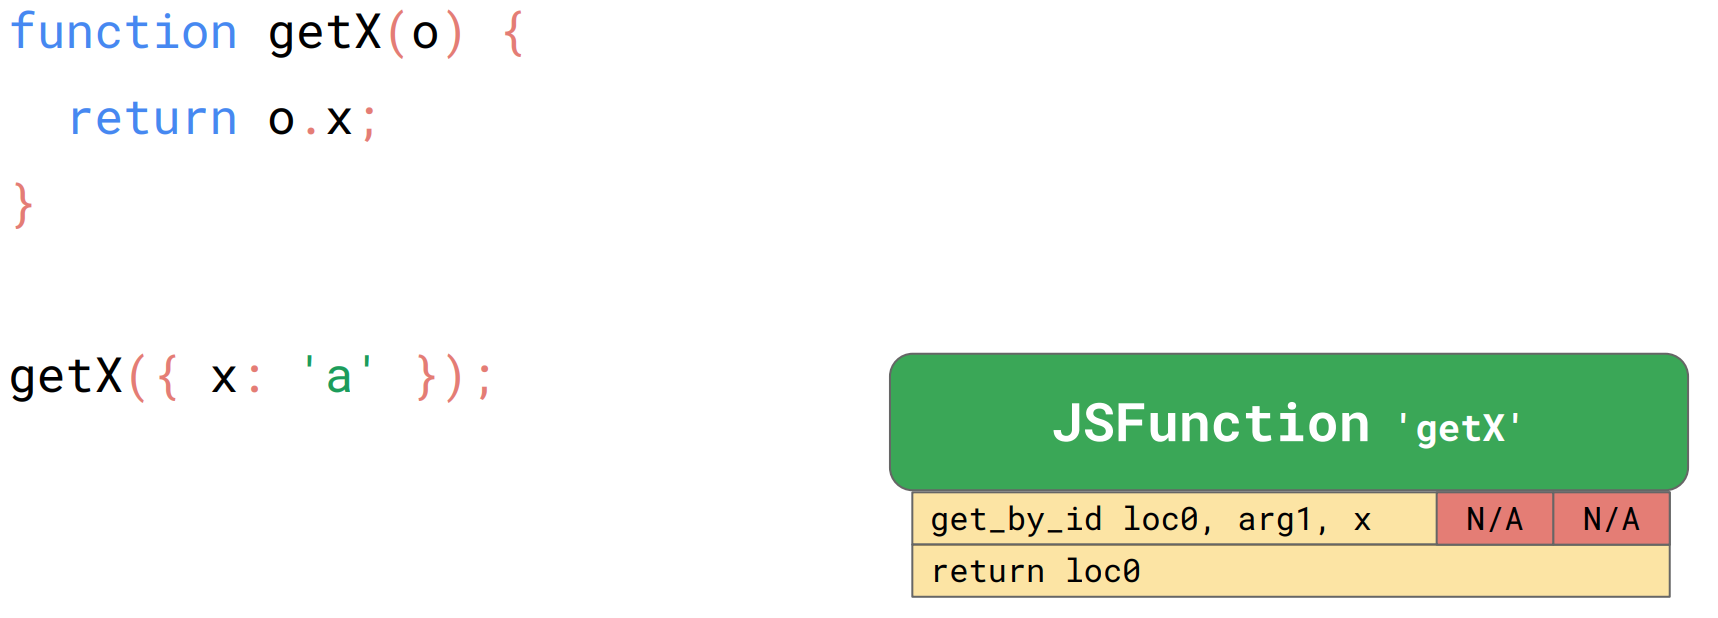 function getX(o) {
  return o.x;
}
getX({ x: 'a' });
JSFunction 'getX'
get_by_id loc0, arg1, x N/A N/A
return loc0